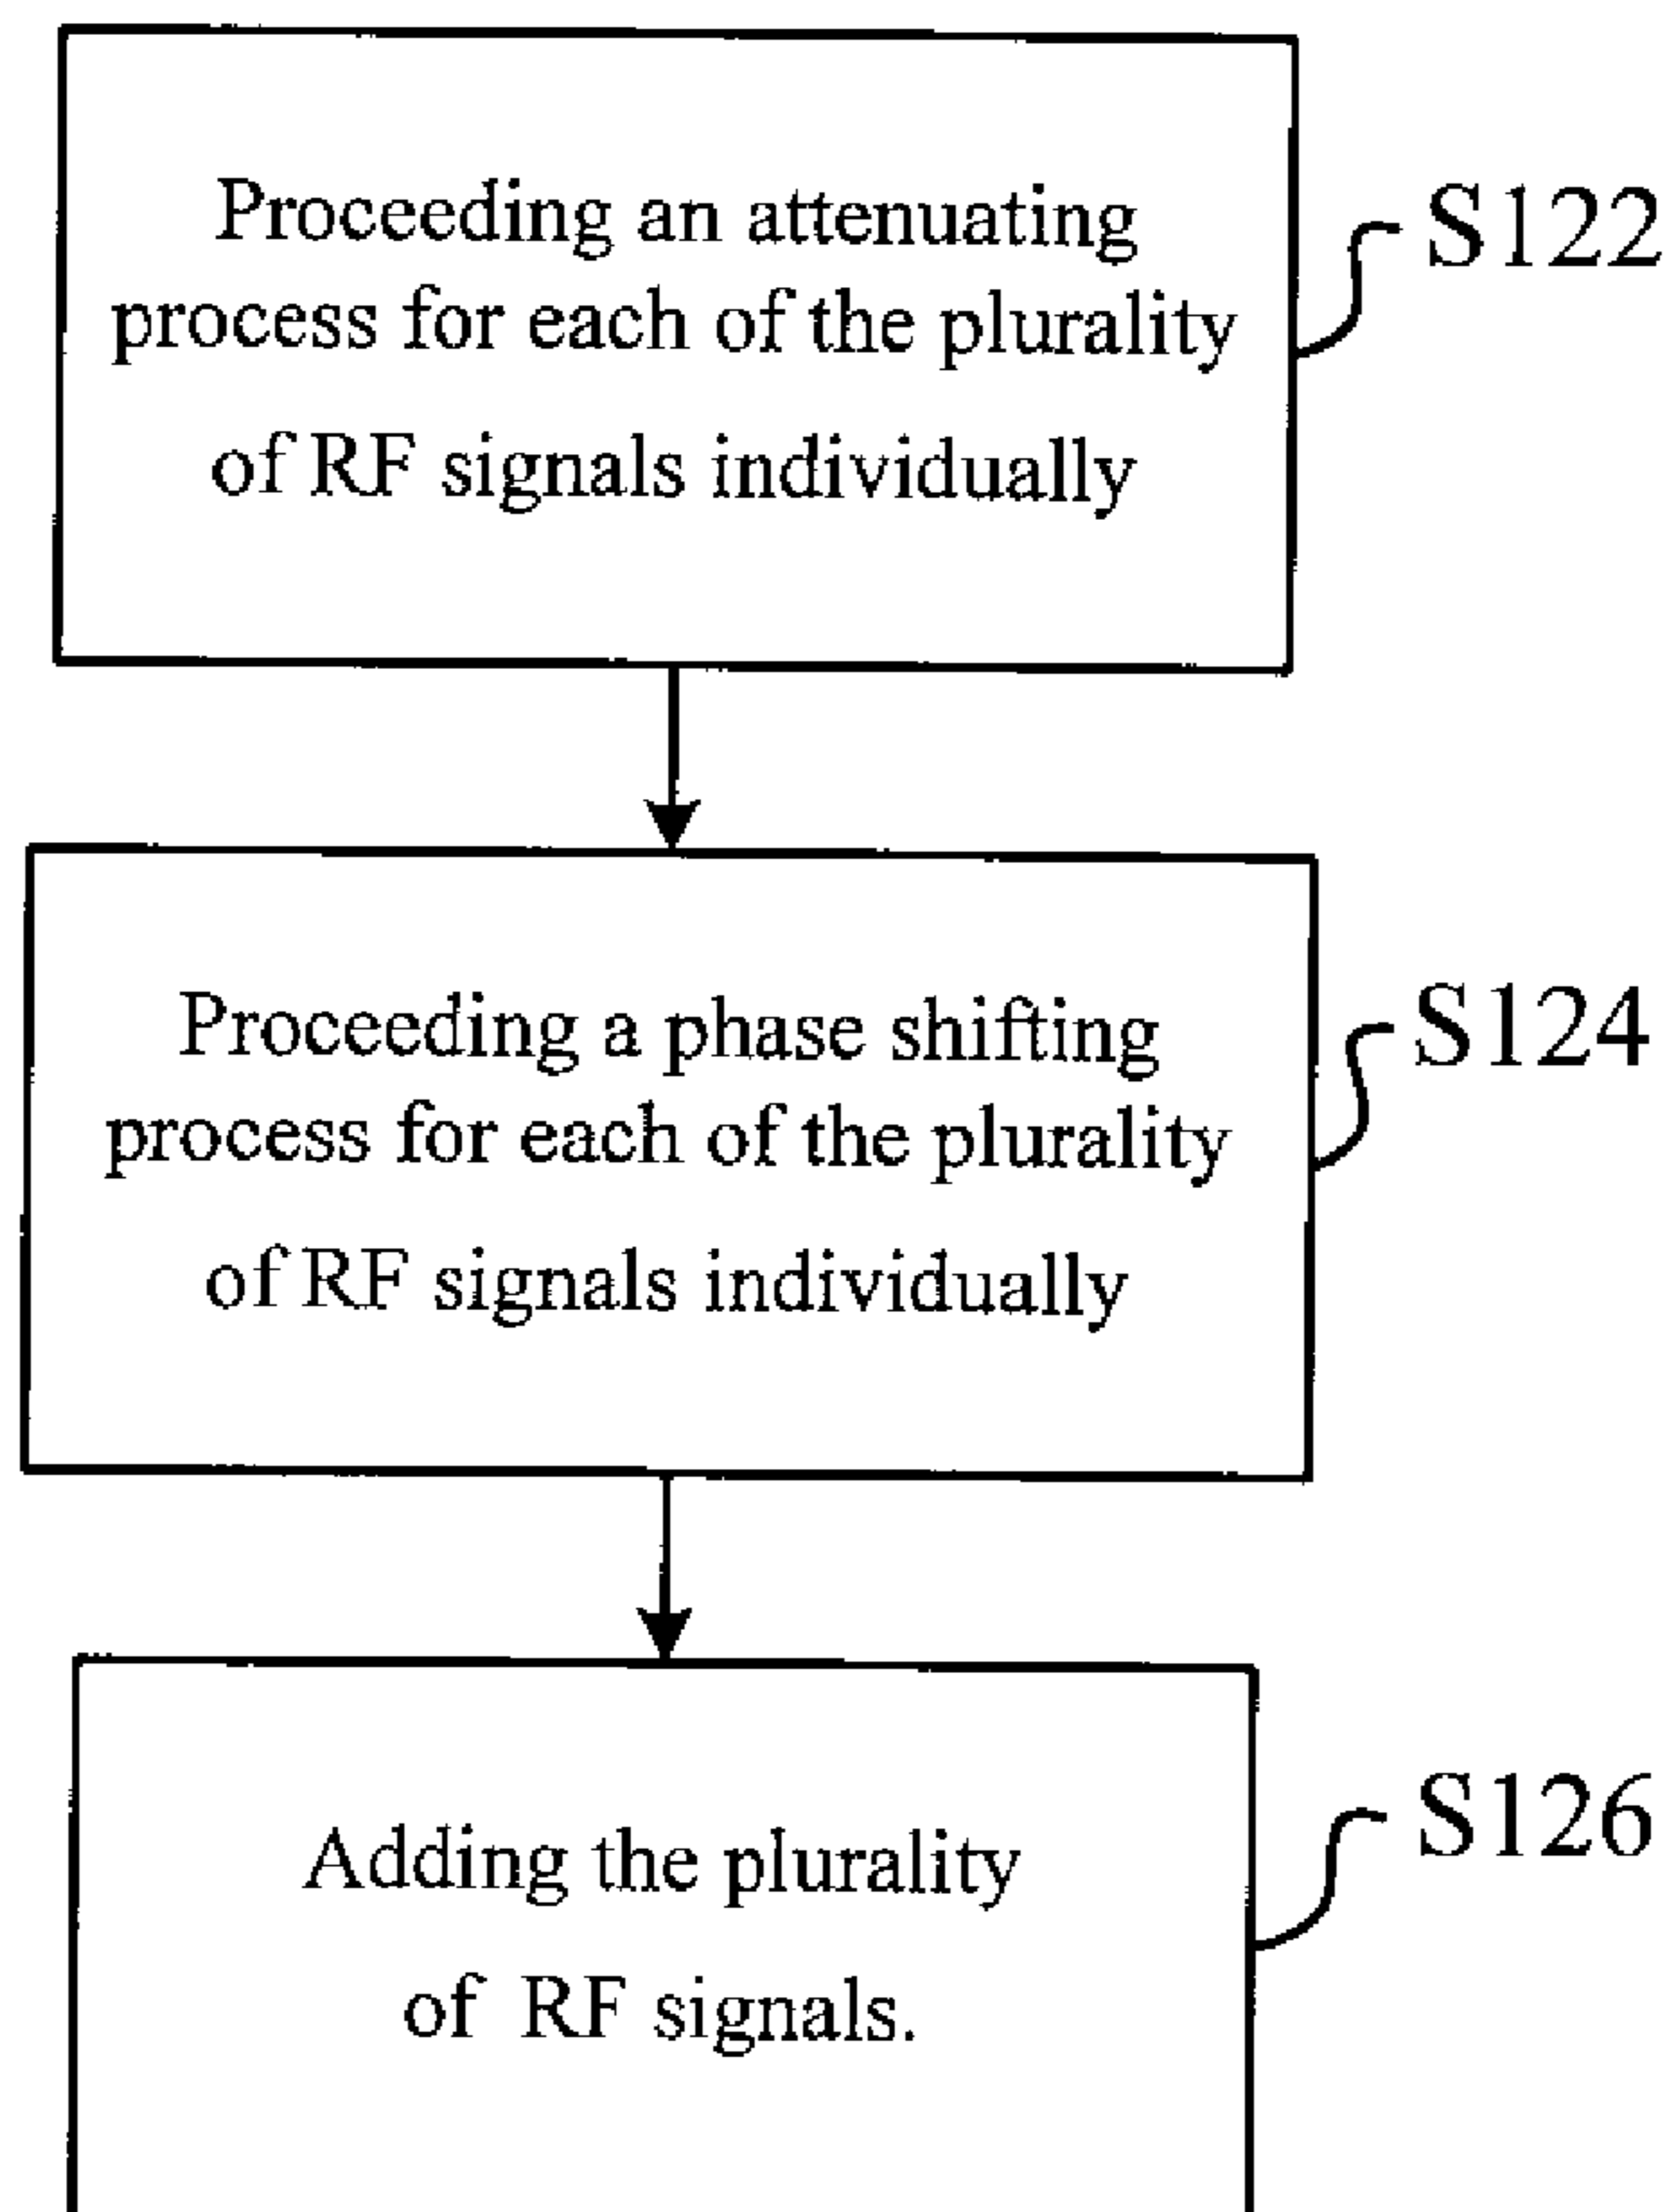 Proceeding an attenuating
process for each of the plurality
of RF signals individually
S122
Proceeding a phase shifting
process for each of the plurality
of RF signals individually
S124
Adding the plurality
of RF signals.
S126